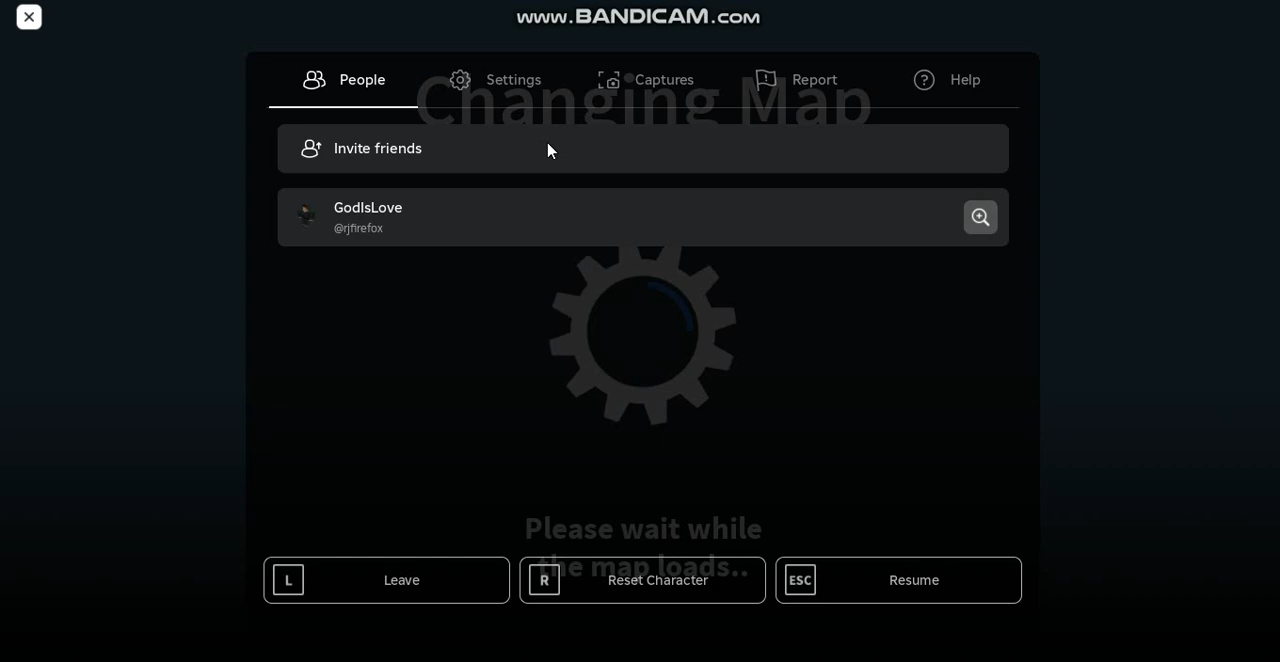 www.BANDICAM.com
People Settings Captures Report Help
Changing Map
Invite friends
GodIsLove
@rjfirefox
Please wait while
the map loads..
L Leave R Reset Character ESC Resume